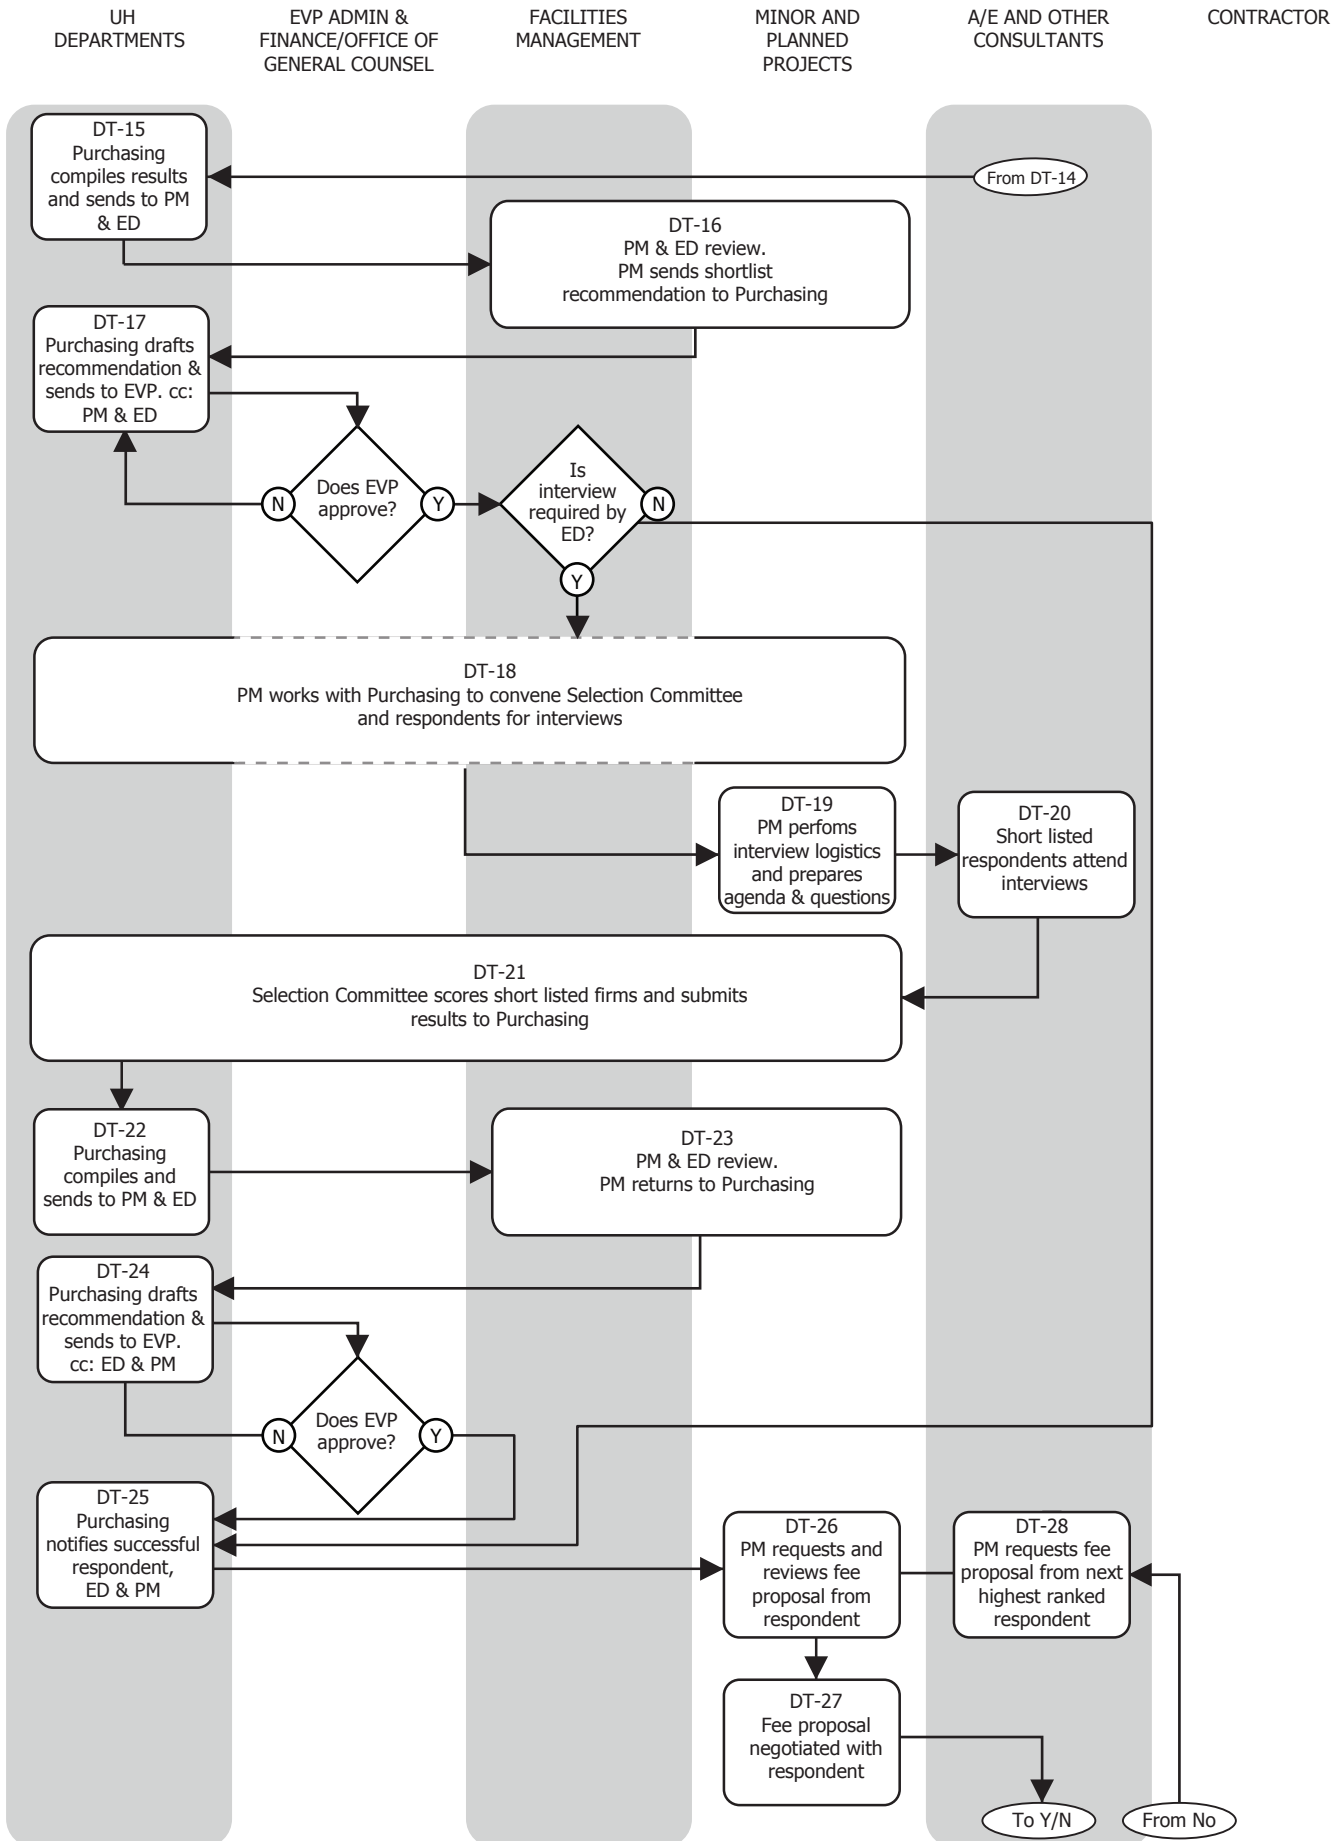 UH
DEPARTMENTS
EVP ADMIN &
FINANCE/OFFICE OF
GENERAL COUNSEL
FACILITIES
MANAGEMENT
MINOR AND
PLANNED
PROJECTS
A/E AND OTHER
CONSULTANTS
CONTRACTOR
DT-15
Purchasing
compiles results
and sends to PM
& ED
From DT-14
DT-16
PM & ED review.
PM sends shortlist
recommendation to Purchasing
DT-17
Purchasing drafts
recommendation &
sends to EVP. cc:
PM & ED
N
Does EVP
approve?
Y
Is
interview
required by
ED?
N
Y
DT-18
PM works with Purchasing to convene Selection Committee
and respondents for interviews
DT-19
PM perfoms
interview logistics
and prepares
agenda & questions
DT-20
Short listed
respondents attend
interviews
DT-21
Selection Committee scores short listed firms and submits
results to Purchasing
DT-22
Purchasing
compiles and
sends to PM & ED
DT-23
PM & ED review.
PM returns to Purchasing
DT-24
Purchasing drafts
recommendation &
sends to EVP.
cc: ED & PM
N
Does EVP
approve?
Y
DT-25
Purchasing
notifies successful
respondent,
ED & PM
DT-26
PM requests and
reviews fee
proposal from
respondent
DT-28
PM requests fee
proposal from next
highest ranked
respondent
DT-27
Fee proposal
negotiated with
respondent
To Y/N
From No